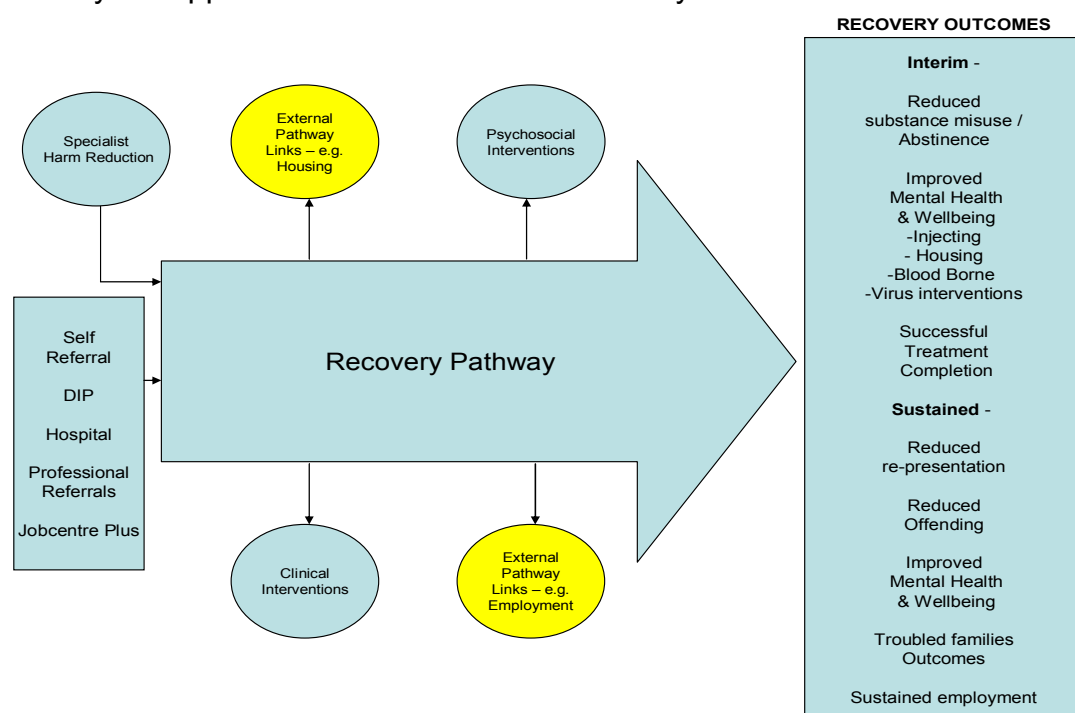 RECOVERY OUTCOMES
Specialist
Harm Reduction
External
Pathway
Links – e.g.
Housing
Psychosocial
Interventions
Self
Referral
DIP
Hospital
Professional
Referrals
Jobcentre Plus
Recovery Pathway
Clinical
Interventions
External
Pathway
Links – e.g.
Employment
Interim -
Reduced
substance misuse /
Abstinence
Improved
Mental Health
& Wellbeing
-Injecting
- Housing
-Blood Borne
-Virus interventions
Successful
Treatment
Completion
Sustained -
Reduced
re-presentation
Reduced
Offending
Improved
Mental Health
& Wellbeing
Troubled families
Outcomes
Sustained employment